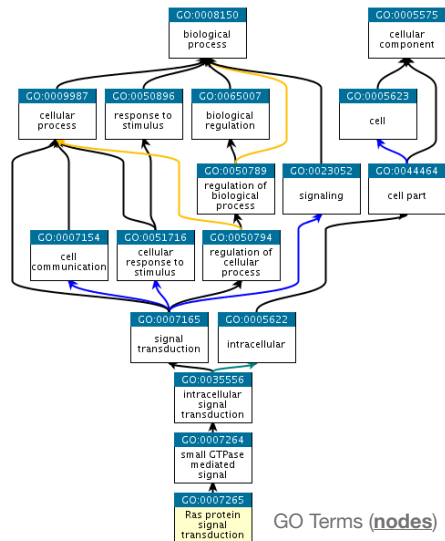 GO:0008150
biological
process
GO:0005575
cellular
component
GO:0009987
cellular
process
GO:0050896
response to
stimulus
GO:0065007
biological
regulation
GO:0005623
cell
GO:0050789
regulation of
biological
process
GO:0023052
signaling
GO:0044464
cell part
GO:0007154
cell
communication
GO:0051716
cellular
response to
stimulus
GO:0050794
regulation of
cellular
process
GO:0007165
signal
transduction
GO:0005622
intracellular
GO:0035556
intracellular
signal
transduction
GO:0007264
small GTPase
mediated
signal
GO:0007265
Ras protein
signal
transduction
GO Terms (nodes)